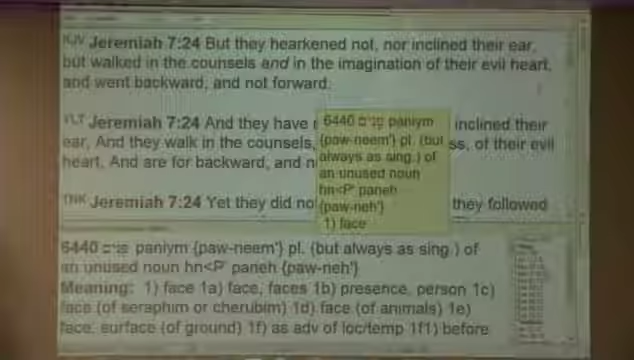 KJV Jeremiah 7:24 But they hearkened not, nor inclined their ear,
but walked in the counsels and in the imagination of their evil heart,
and went backward, and not forward.
YLT Jeremiah 7:24 And they have inclined their
ear, And they walk in the counsels, ss, of their evil
heart, And are for backward, and n
TNK Jeremiah 7:24 Yet they did no they followed
6440 paniym
{paw-neem'} pl. (but
always as sing.) of
an unused noun
hn<P' paneh
{paw-neh'}
1) face
6440 paniym {paw-neem'} pl. (but always as sing.) of
an unused noun hn<P' paneh {paw-neh'}
Meaning: 1) face 1a) face, faces 1b) presence, person 1c)
face (of seraphim or cherubim) 1d) face (of animals) 1e)
face, surface (of ground) 1f) as adv of loc/temp 1f1) before